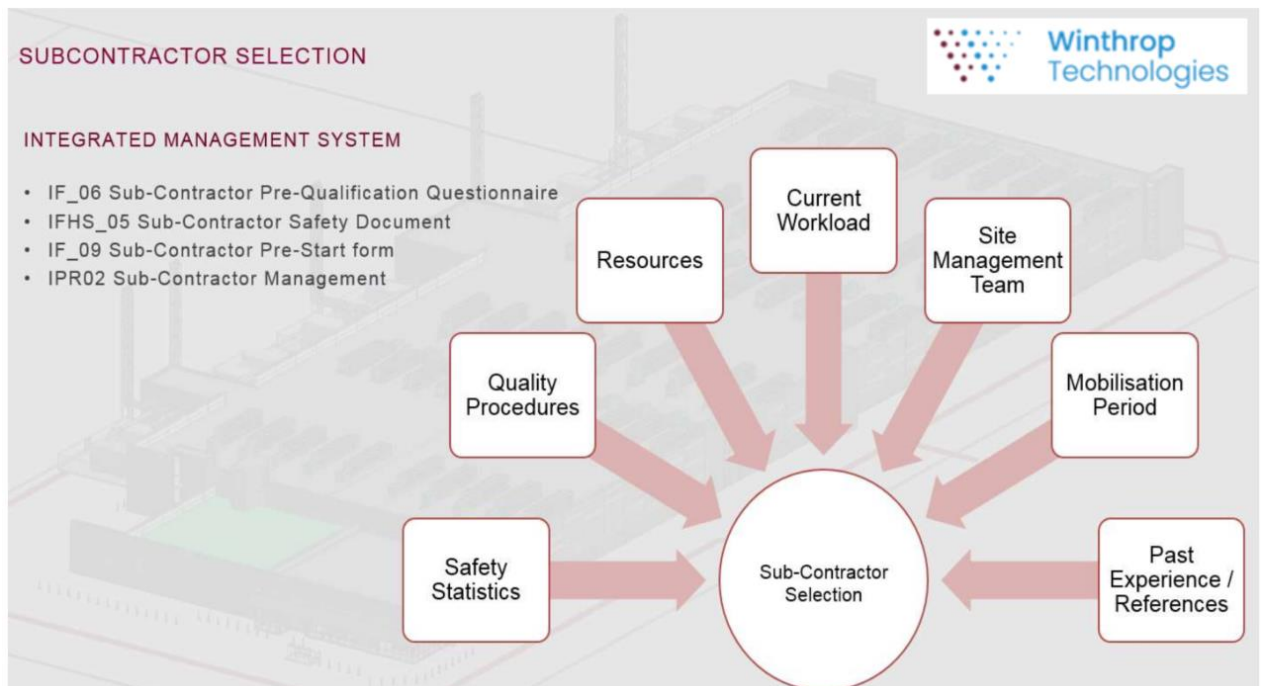 SUBCONTRACTOR SELECTION
Winthrop
Technologies
INTEGRATED MANAGEMENT SYSTEM
• IF_06 Sub-Contractor Pre-Qualification Questionnaire
• IFHS_05 Sub-Contractor Safety Document
• IF_09 Sub-Contractor Pre-Start form
• IPR02 Sub-Contractor Management
Safety
Statistics
Quality
Procedures
Resources
Current
Workload
Site
Management
Team
Mobilisation
Period
Past
Experience /
References
Sub-Contractor
Selection